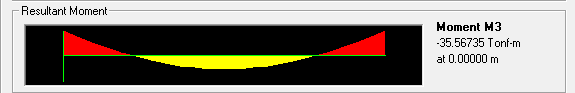 Resultant Moment
Moment M3
-35.56735 Tonf-m
at 0.00000 m